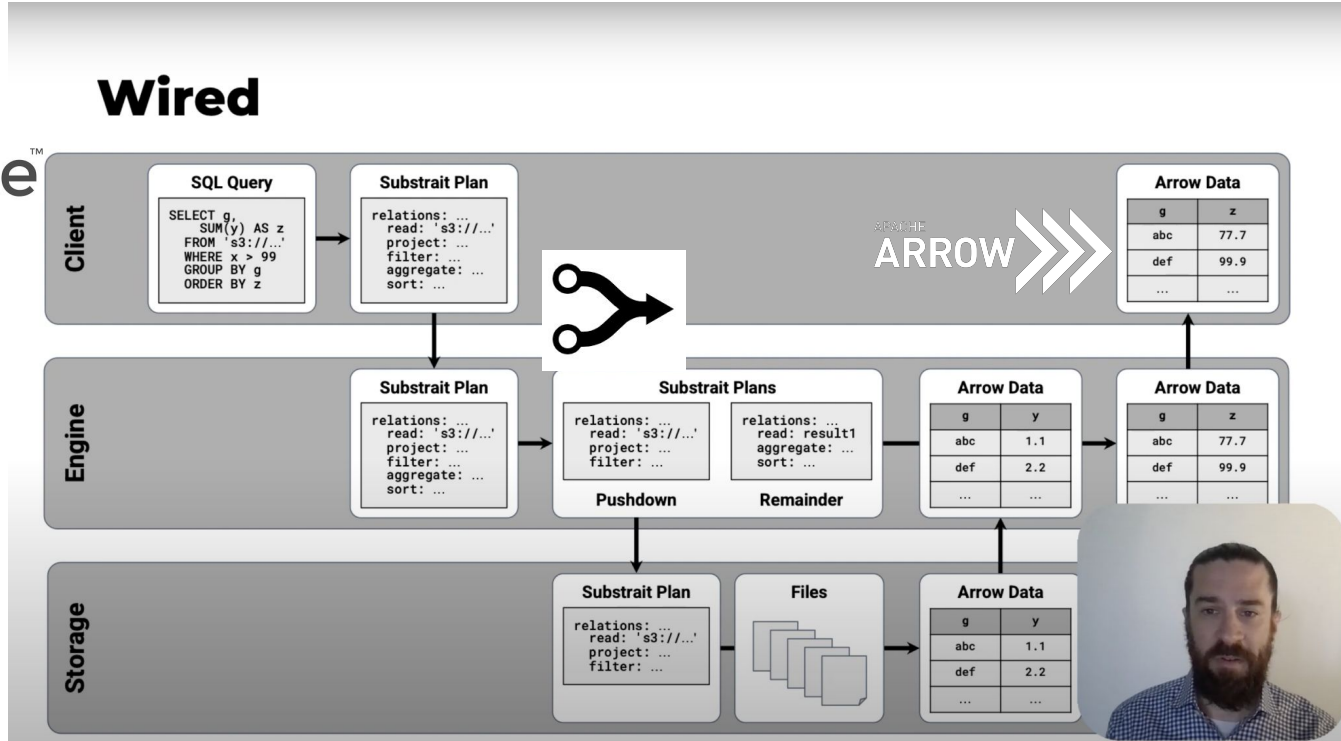 Wired
e™
Client
SQL Query
SELECT g,
SUM(y) AS z
FROM 's3://…'
WHERE x > 99
GROUP BY g
ORDER BY z
Substrait Plan
relations: …
read: 's3://…'
project: …
filter: …
aggregate: …
sort: …
APACHE
ARROW
Arrow Data
g z
abc 77.7
def 99.9
… …
Engine
Substrait Plan
relations: …
read: 's3://…'
project: …
filter: …
aggregate: …
sort: …
Substrait Plans
relations: …
read: 's3://…'
project: …
filter: …
Pushdown
relations: …
read: result1
aggregate: …
sort: …
Remainder
Arrow Data
g y
abc 1.1
def 2.2
… …
Arrow Data
g z
abc 77.7
def 99.9
… …
Storage
Substrait Plan
relations: …
read: 's3://…'
project: …
filter: …
Files
Arrow Data
g y
abc 1.1
def 2.2
… …